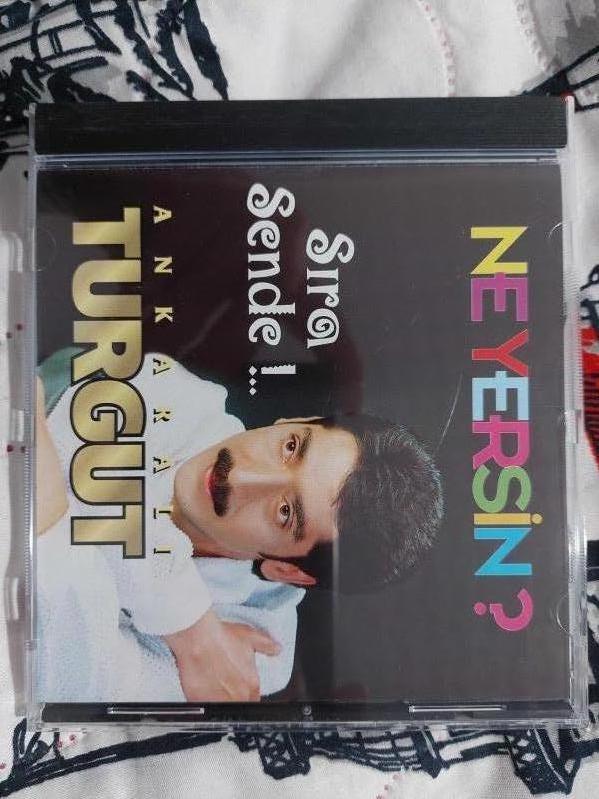 NE YERSİN ?
Sıra
Sende !...
ANKARALI
TURGUT